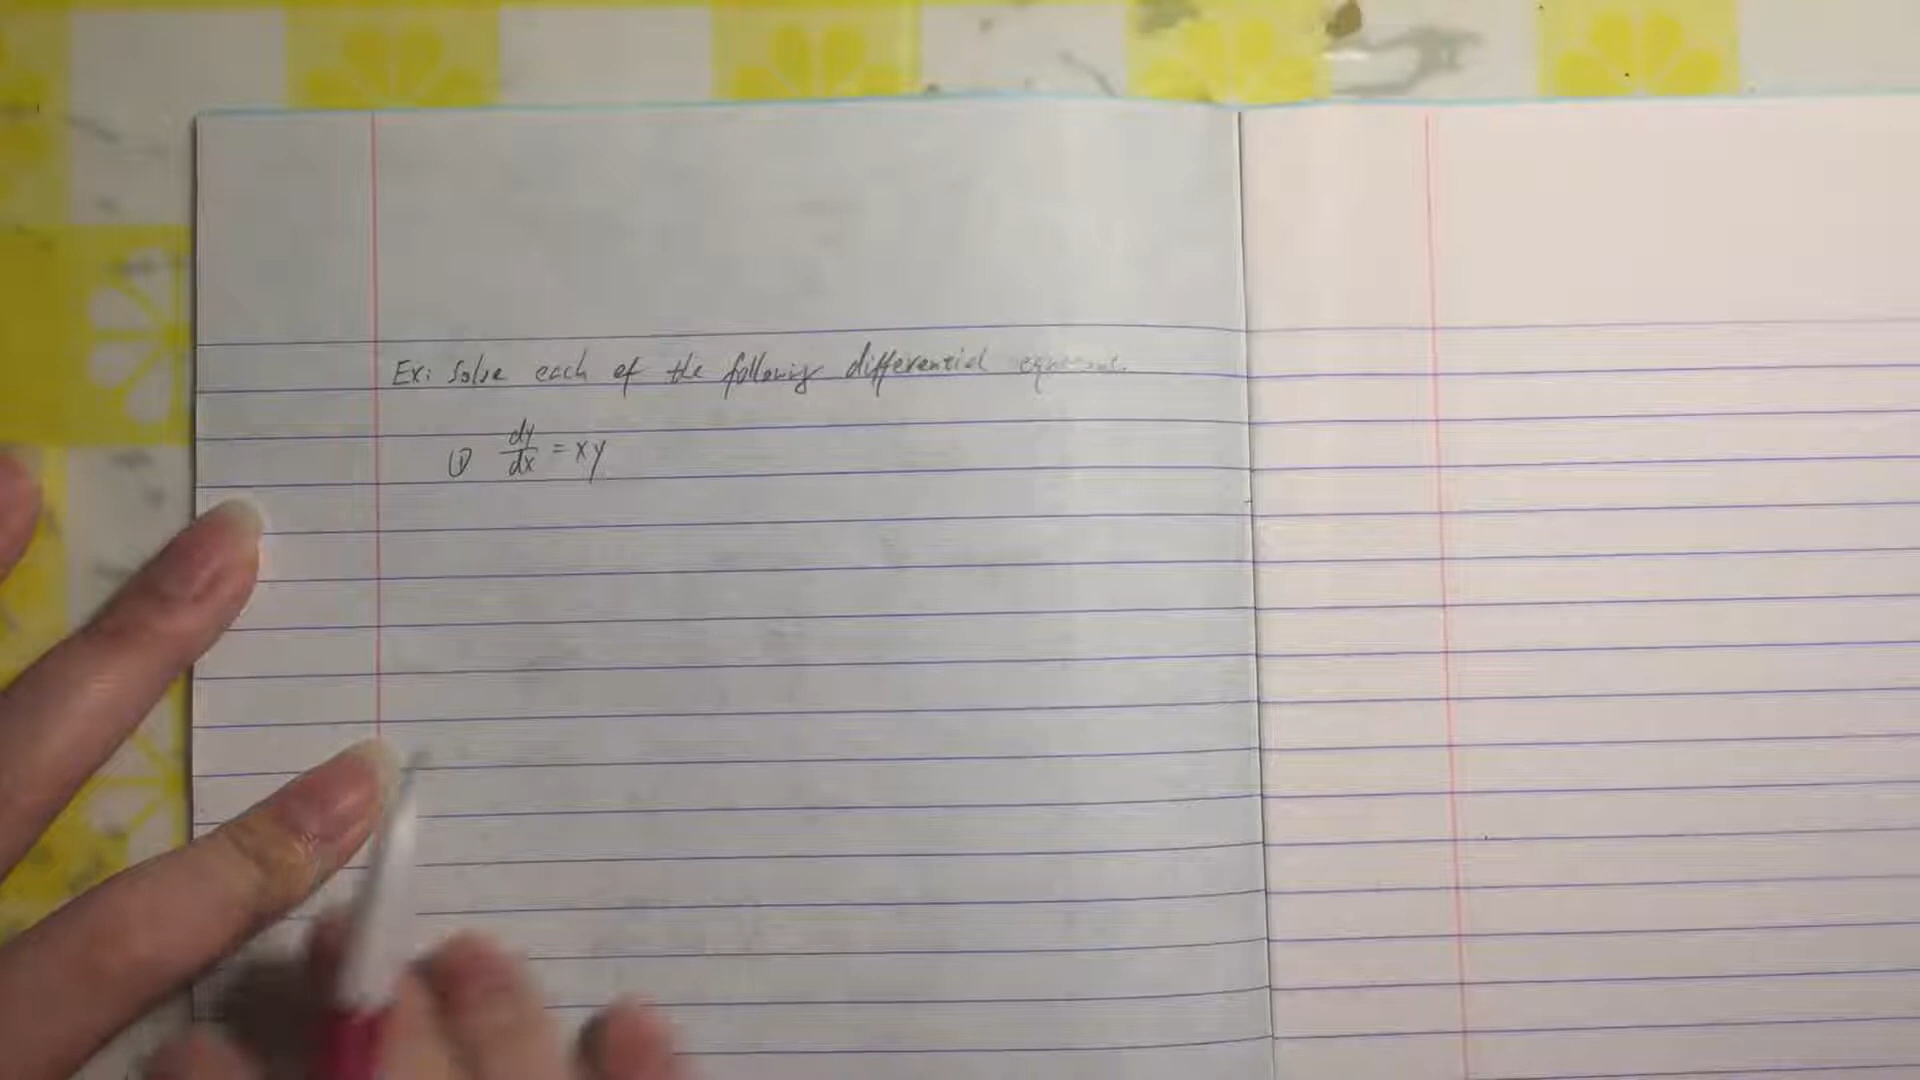 Ex: Solve each of the following differential
① dy/dx = xy